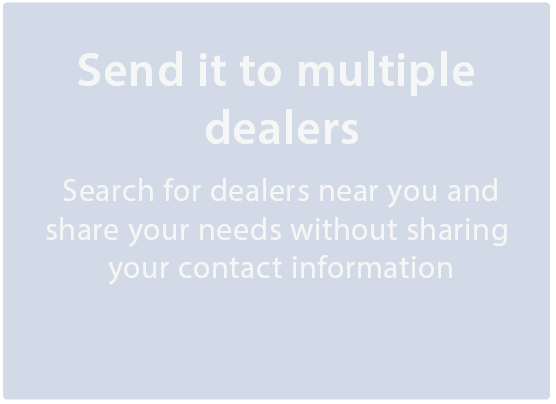 Send it to multiple
dealers
Search for dealers near you and
share your needs without sharing
your contact information